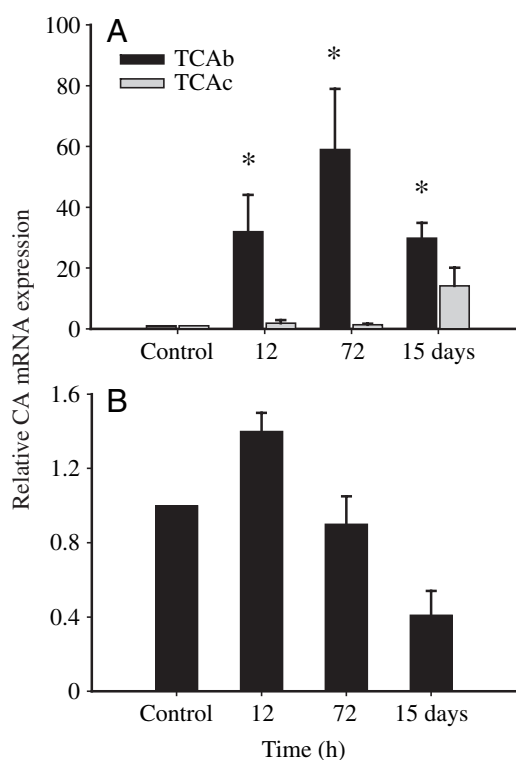 A
100
TCAb
TCAc
80
60
40
20
0
*
*
*
Control 12 72 15 days
Relative CA mRNA expression
B
1.6
1.2
0.8
0.4
0
Control 12 72 15 days
Time (h)